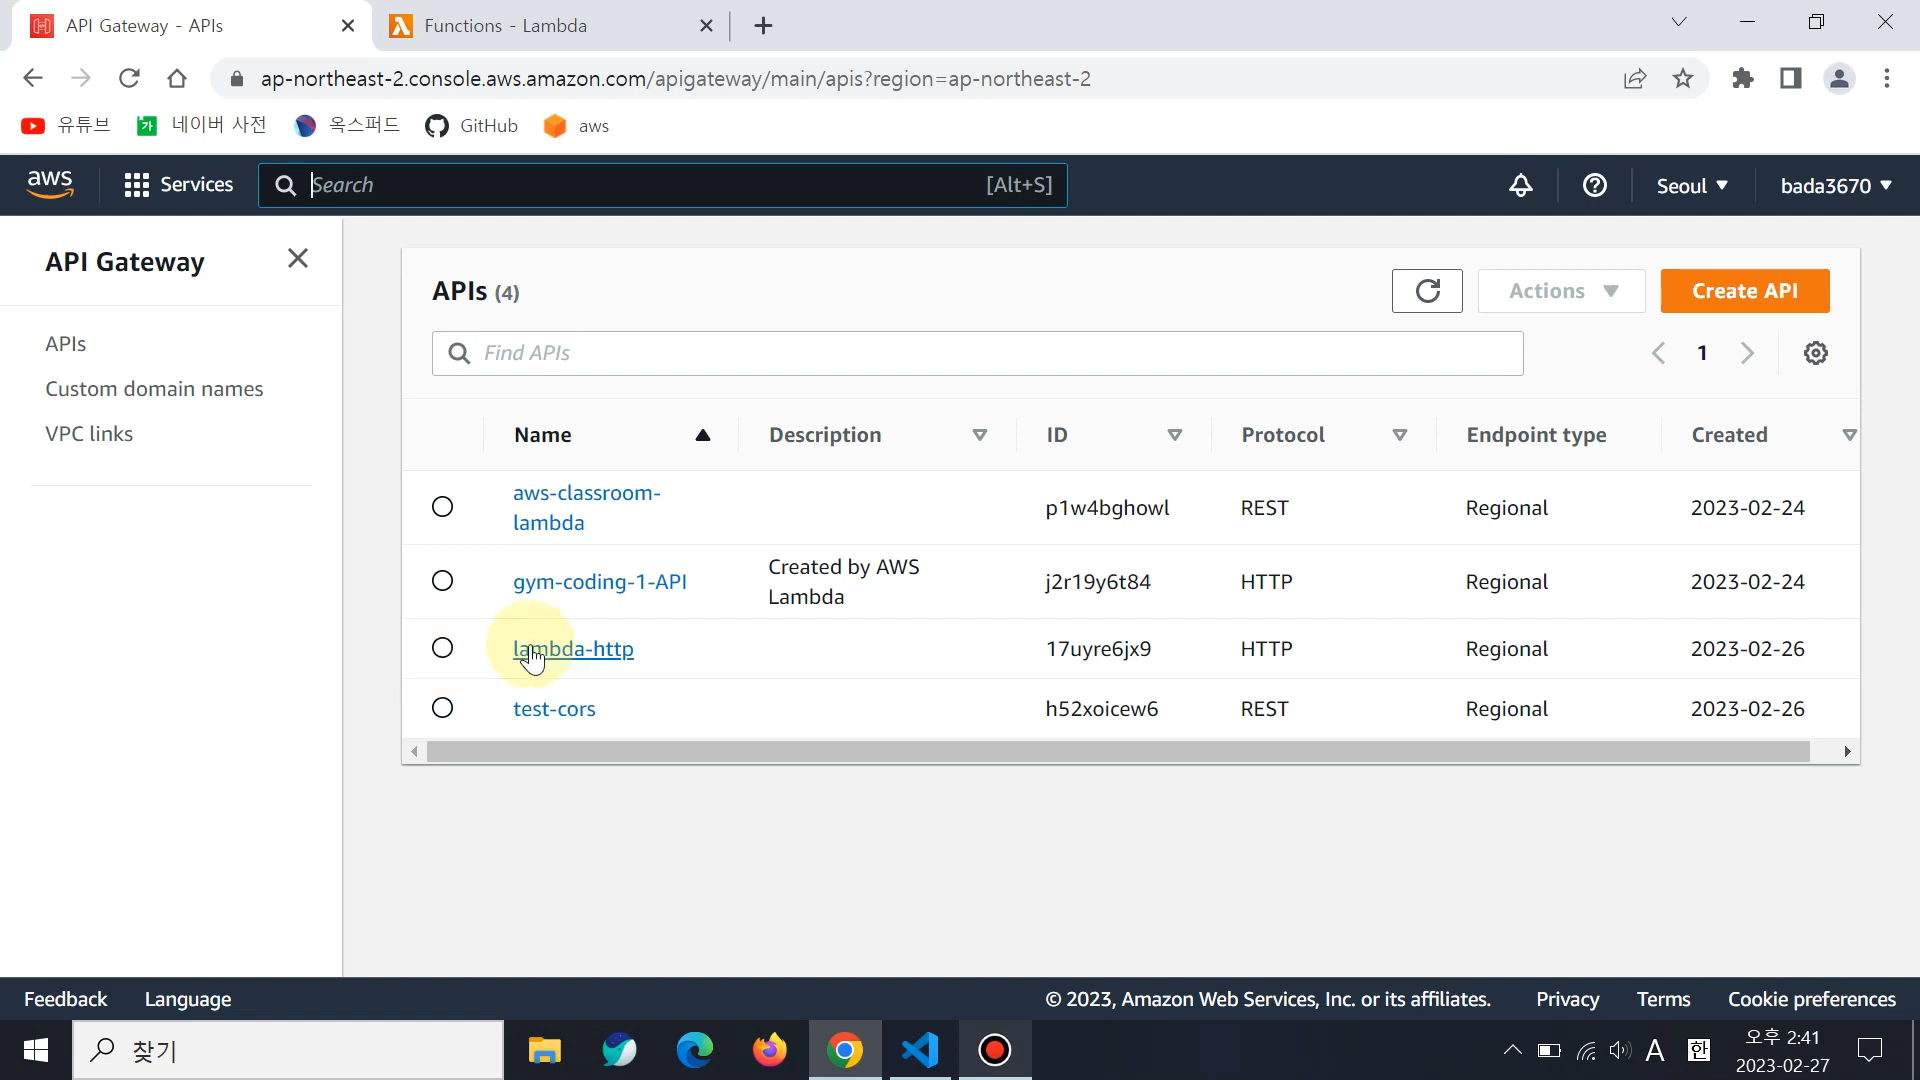 API Gateway - APIs
Functions - Lambda
ap-northeast-2.console.aws.amazon.com/apigateway/main/apis?region=ap-northeast-2
유튜브
가 네이버 사전
옥스퍼드
GitHub
aws
aws Services Search [Alt+S] Seoul bada3670
API Gateway
APIs
Custom domain names
VPC links
APIs (4) Actions Create API
Find APIs 1
Name Description ID Protocol Endpoint type Created
aws-classroom-
lambda p1w4bghowl REST Regional 2023-02-24
gym-coding-1-API Created by AWS
Lambda j2r19y6t84 HTTP Regional 2023-02-24
lambda-http 17uyre6jx9 HTTP Regional 2023-02-26
test-cors h52xoicew6 REST Regional 2023-02-26
Feedback Language © 2023, Amazon Web Services, Inc. or its affiliates. Privacy Terms Cookie preferences
찾기 A 한 오후 2:41
2023-02-27